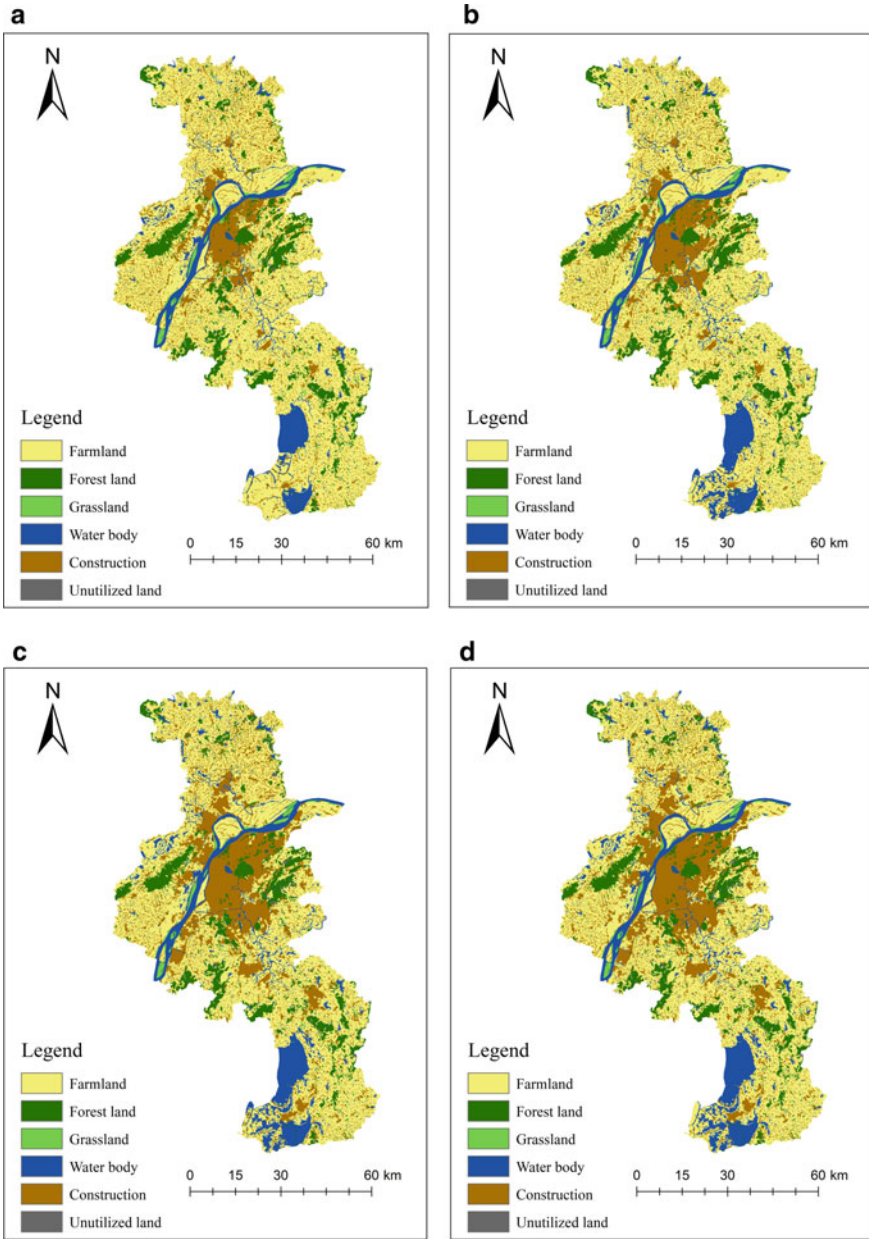 a
N
Legend
Farmland
Forest land
Grassland
Water body
Construction
Unutilized land
0 15 30 60 km
b
N
Legend
Farmland
Forest land
Grassland
Water body
Construction
Unutilized land
0 15 30 60 km
c
N
Legend
Farmland
Forest land
Grassland
Water body
Construction
Unutilized land
0 15 30 60 km
d
N
Legend
Farmland
Forest land
Grassland
Water body
Construction
Unutilized land
0 15 30 60 km